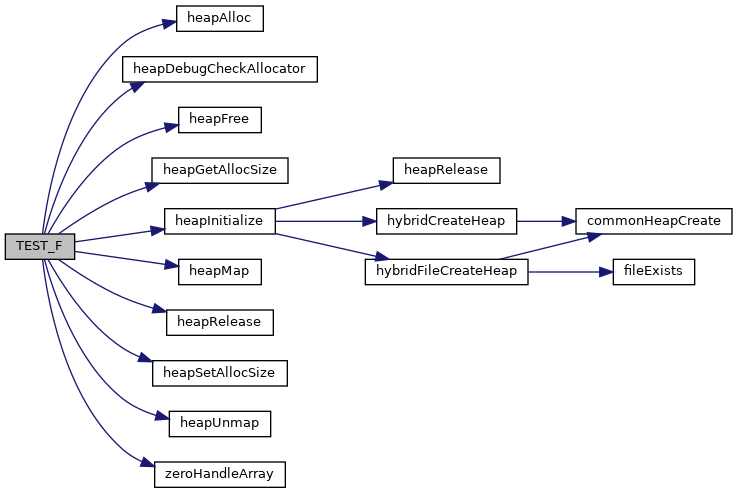 TEST_F
heapAlloc
heapDebugCheckAllocator
heapFree
heapGetAllocSize
heapInitialize
heapMap
heapRelease
heapSetAllocSize
heapUnmap
zeroHandleArray
heapRelease
hybridCreateHeap
hybridFileCreateHeap
commonHeapCreate
fileExists